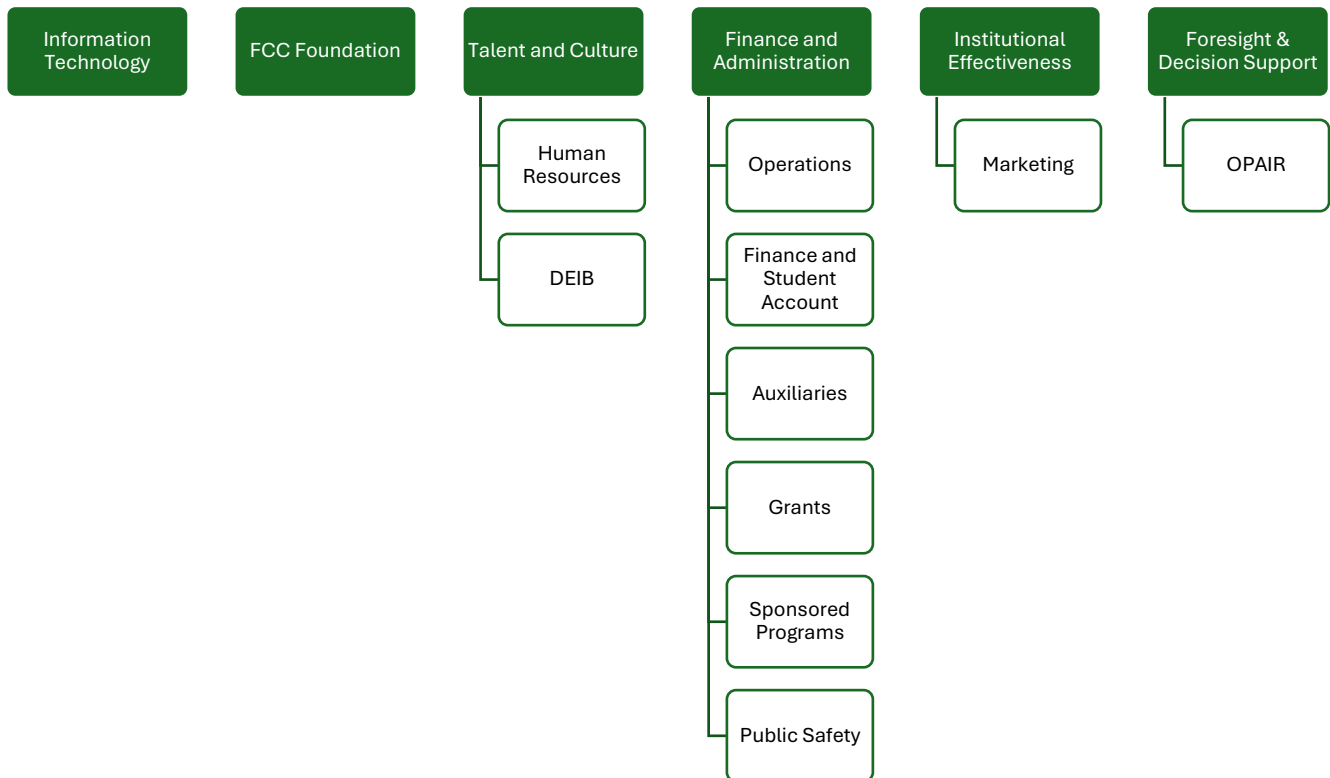 Information
Technology
FCC Foundation
Talent and Culture
Human
Resources
DEIB
Finance and
Administration
Operations
Finance and
Student
Account
Auxiliaries
Grants
Sponsored
Programs
Public Safety
Institutional
Effectiveness
Marketing
Foresight &
Decision Support
OPAIR